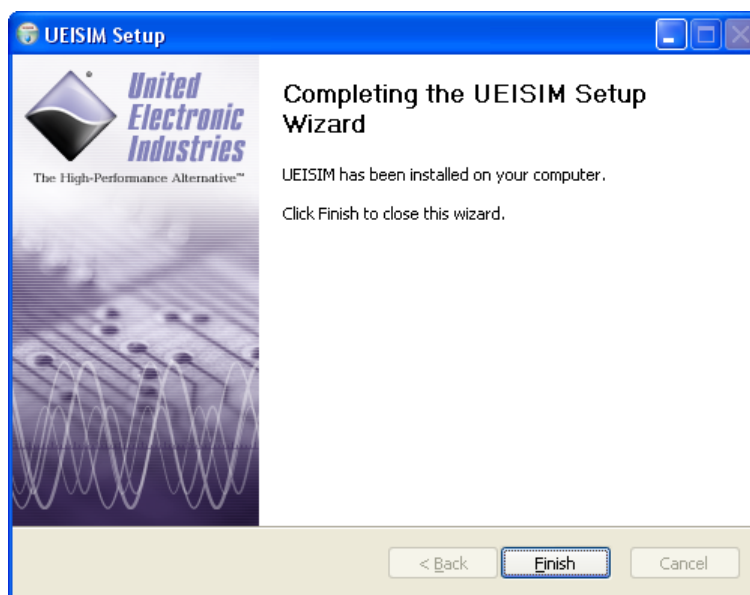 UEISIM Setup
United
Electronic
Industries
The High-Performance Alternative™
Completing the UEISIM Setup
Wizard
UEISIM has been installed on your computer.
Click Finish to close this wizard.
< Back
Finish
Cancel